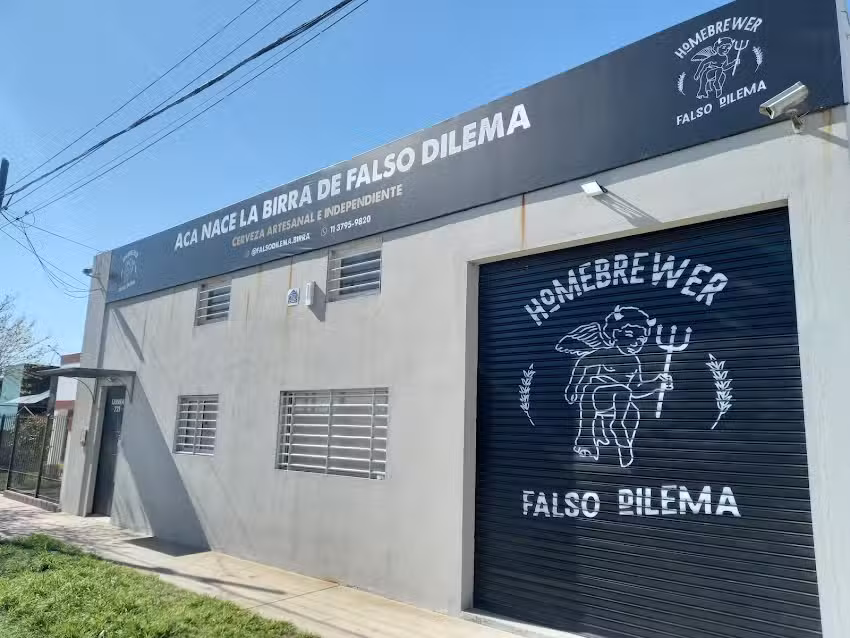 ACA NACE LA BIRRA DE FALSO DILEMA
CERVEZA ARTESANAL E INDEPENDIENTE
@FALSODILEMA.BIRRA 11 3795-9820
HOMEBREWER
FALSO DILEMA
HOMEBREWER
FALSO DILEMA